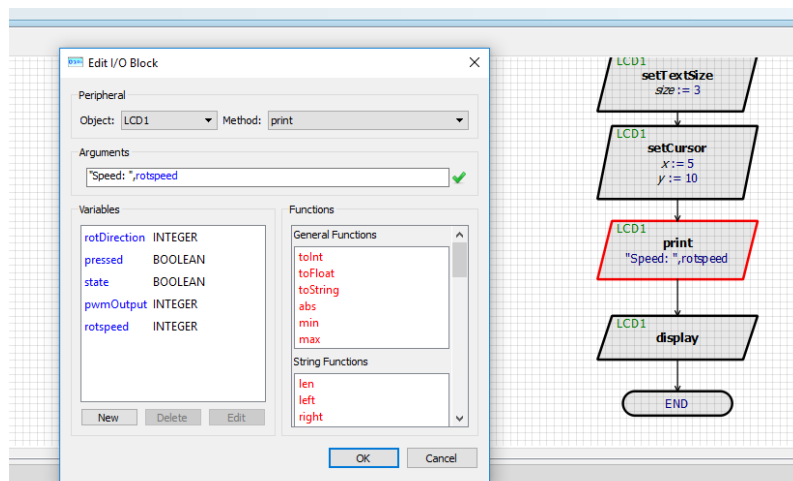 Edit I/O Block
Peripheral
Object: LCD1 Method: print
Arguments
"Speed: ",rotspeed
Variables
rotDirection INTEGER
pressed BOOLEAN
state BOOLEAN
pwmOutput INTEGER
rotspeed INTEGER
New Delete Edit
Functions
General Functions
toInt
toFloat
toString
abs
min
max
String Functions
len
left
right
OK Cancel
LCD1
setTextSize
size := 3
LCD1
setCursor
x := 5
y := 10
LCD1
print
"Speed: ",rotspeed
LCD1
display
END